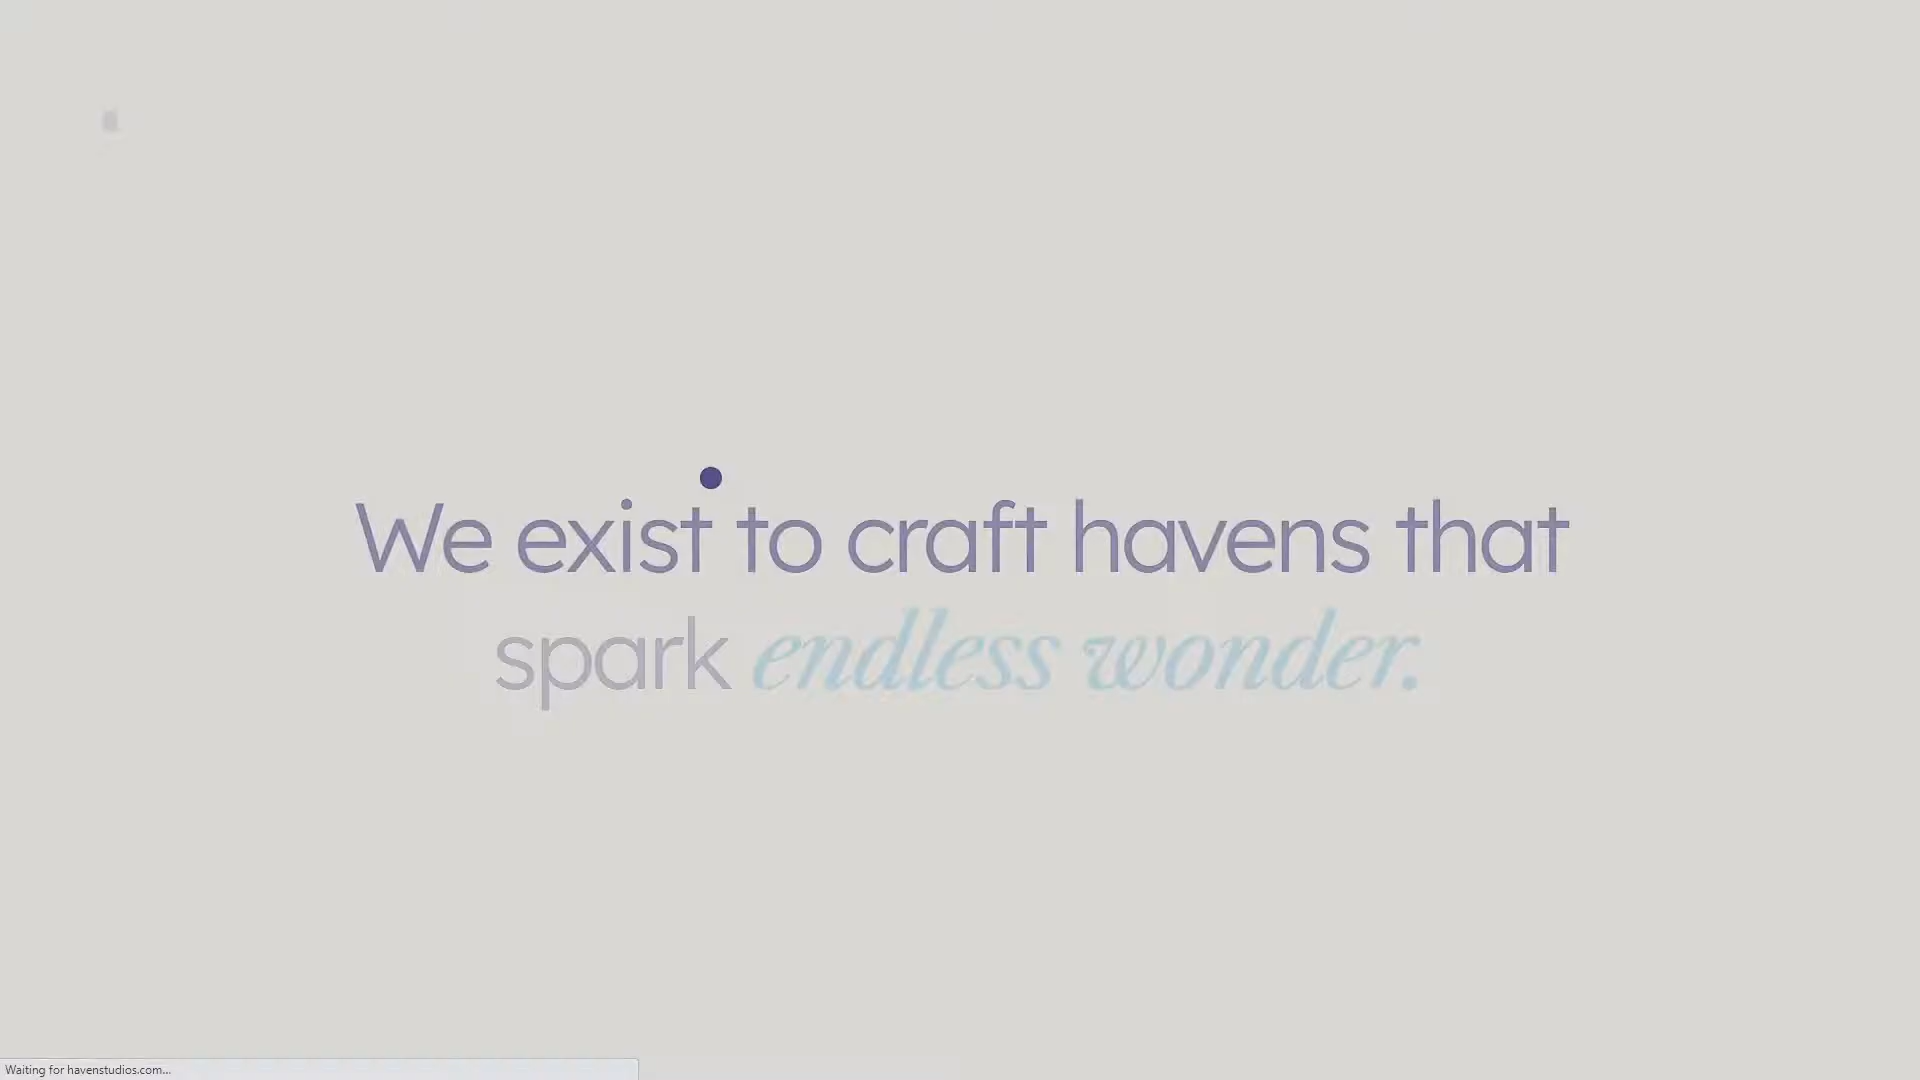 We exist to craft havens that
spark endless wonder.
Waiting for havenstudios.com...